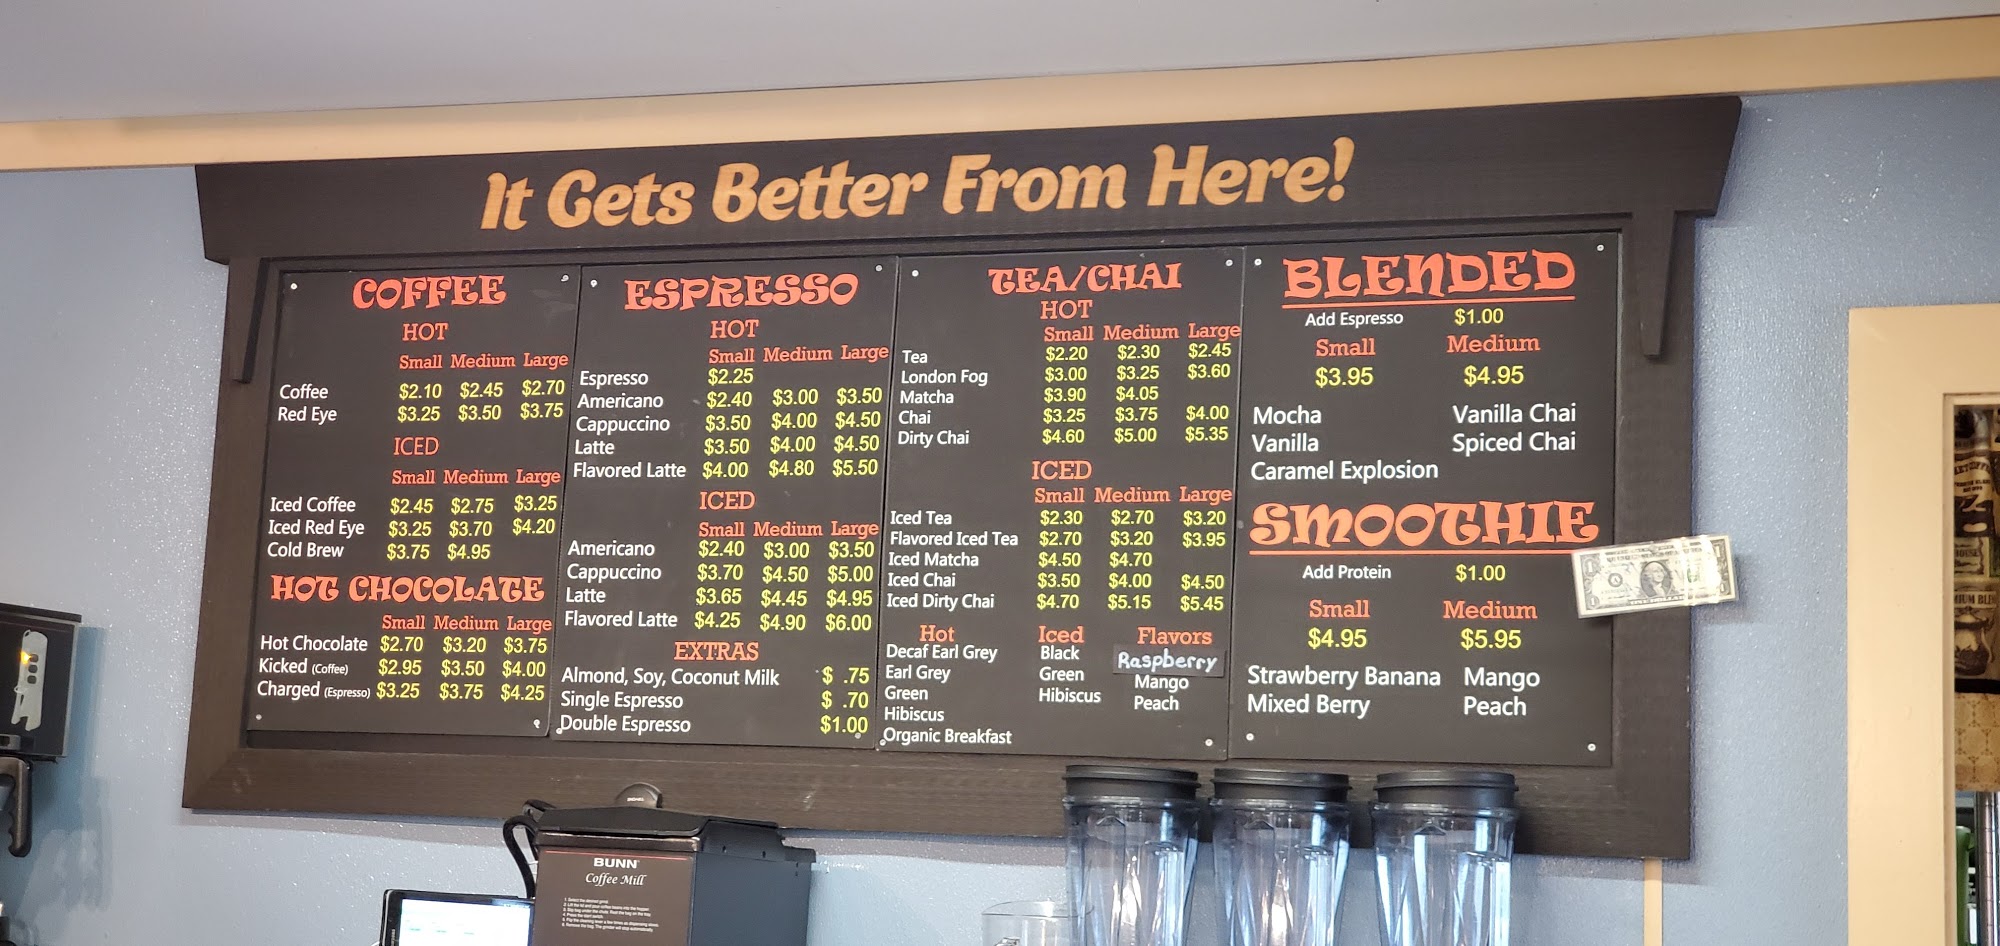 It Gets Better From Here!
COFFEE
HOT
Small Medium Large
Coffee $2.10 $2.45 $2.70
Red Eye $3.25 $3.50 $3.75
ICED
Small Medium Large
Iced Coffee $2.45 $2.75 $3.25
Iced Red Eye $3.25 $3.70 $4.20
Cold Brew $3.75 $4.95
HOT CHOCOLATE
Small Medium Large
Hot Chocolate $2.70 $3.20 $3.75
Kicked (Coffee) $2.95 $3.50 $4.00
Charged (Espresso) $3.25 $3.75 $4.25
ESPRESSO
HOT
Small Medium Large
Espresso $2.25
Americano $2.40 $3.00 $3.50
Cappuccino $3.50 $4.00 $4.50
Latte $3.50 $4.00 $4.50
Flavored Latte $4.00 $4.80 $5.50
ICED
Small Medium Large
Americano $2.40 $3.00 $3.50
Cappuccino $3.70 $4.50 $5.00
Latte $3.65 $4.45 $4.95
Flavored Latte $4.25 $4.90 $6.00
EXTRAS
Almond, Soy, Coconut Milk $ .75
Single Espresso $ .70
Double Espresso $1.00
TEA/CHAI
HOT
Small Medium Large
Tea $2.20 $2.30 $2.45
London Fog $3.00 $3.25 $3.60
Matcha $3.90 $4.05
Chai $3.25 $3.75 $4.00
Dirty Chai $4.60 $5.00 $5.35
ICED
Small Medium Large
Iced Tea $2.30 $2.70 $3.20
Flavored Iced Tea $2.70 $3.20 $3.95
Iced Matcha $4.50 $4.70
Iced Chai $3.50 $4.00 $4.50
Iced Dirty Chai $4.70 $5.15 $5.45
Hot Iced Flavors
Decaf Earl Grey Black Raspberry
Earl Grey Green Mango
Green Hibiscus Peach
Hibiscus
Organic Breakfast
BLENDED
Add Espresso $1.00
Small Medium
$3.95 $4.95
Mocha Vanilla Chai
Vanilla Spiced Chai
Caramel Explosion
SMOOTHIE
Add Protein $1.00
Small Medium
$4.95 $5.95
Strawberry Banana Mango
Mixed Berry Peach
BUNN
Coffee Mill